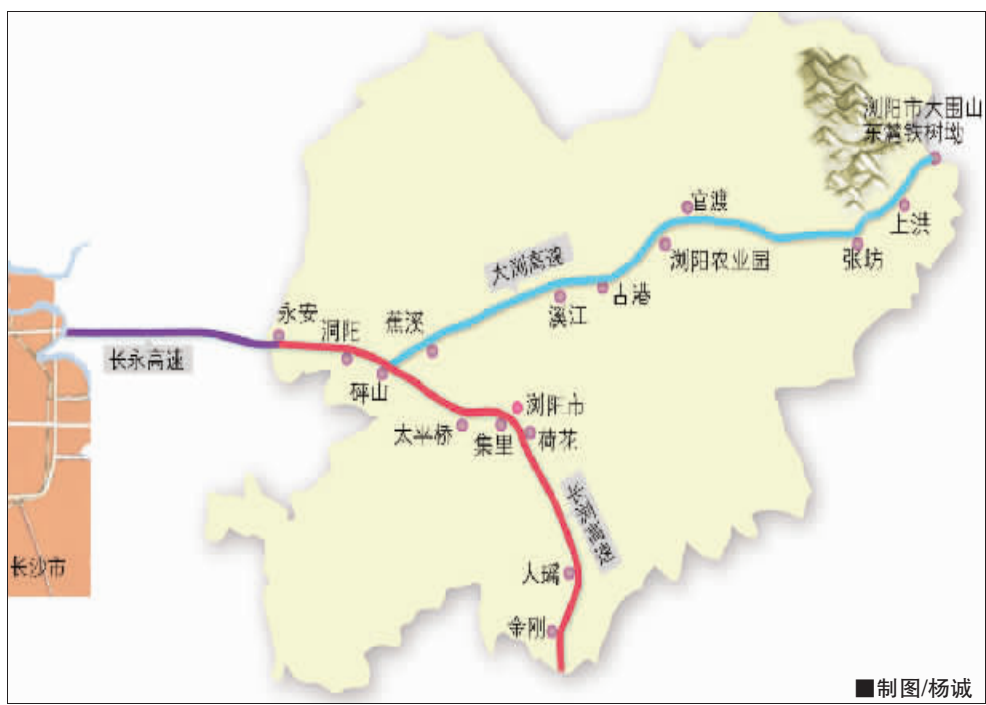 浏阳市大围山
东麓铁树坳
上洪
张坊
官渡
浏阳农业园
大浏高速
古港
溪江
蕉溪
永安
洞阳
长永高速
砰山
浏阳市
太平桥
集里
荷花
长浏高速
大瑶
金刚
长沙市
■制图/杨诚